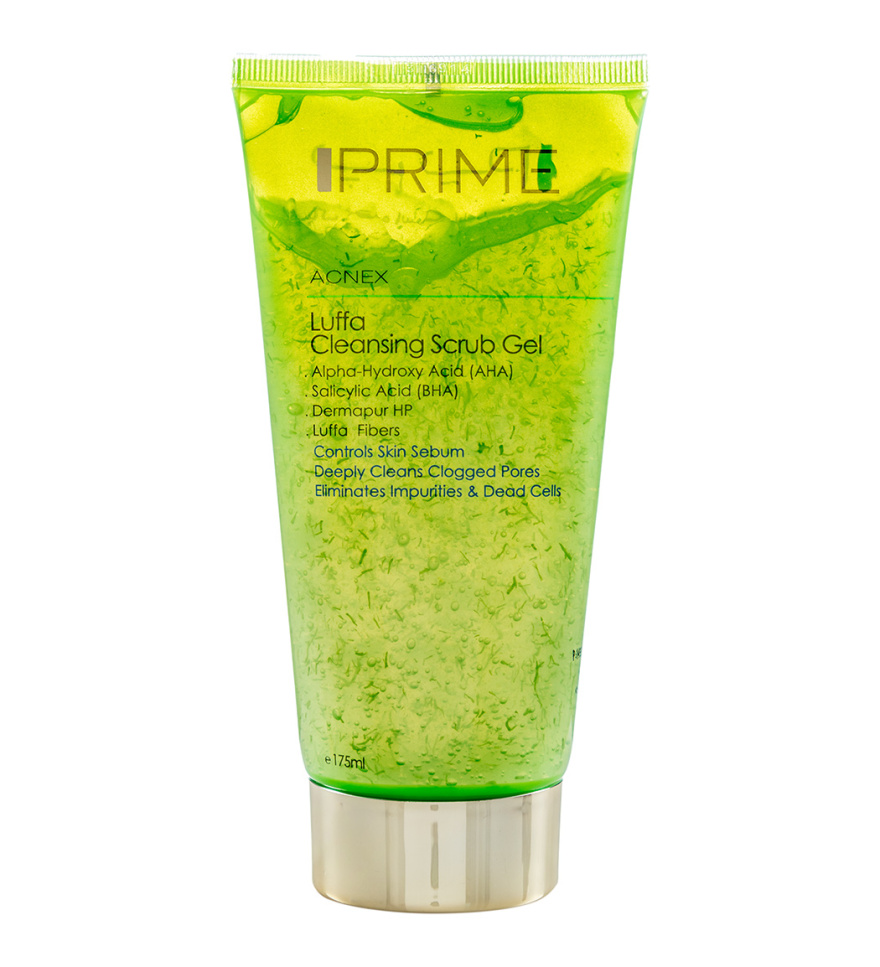 PRIME
ACNEX
Luffa
Cleansing Scrub Gel
. Alpha-Hydroxy Acid (AHA)
. Salicylic Acid (BHA)
. Dermapur HP
. Luffa Fibers
Controls Skin Sebum
Deeply Cleans Clogged Pores
Eliminates Impurities & Dead Cells
e 175ml